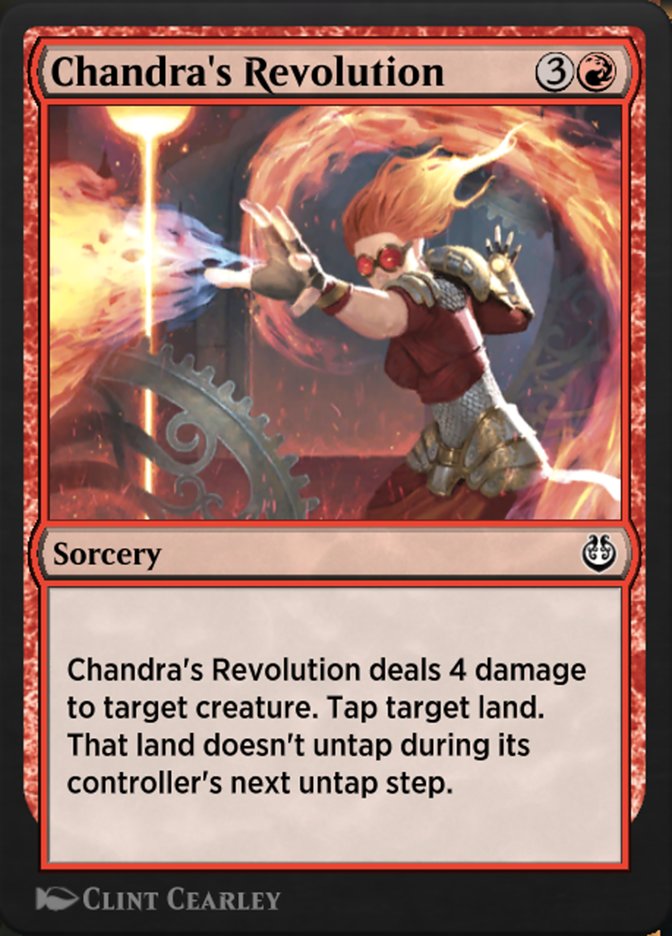 Chandra's Revolution 3
Sorcery
Chandra's Revolution deals 4 damage
to target creature. Tap target land.
That land doesn't untap during its
controller's next untap step.
CLINT CEARLEY